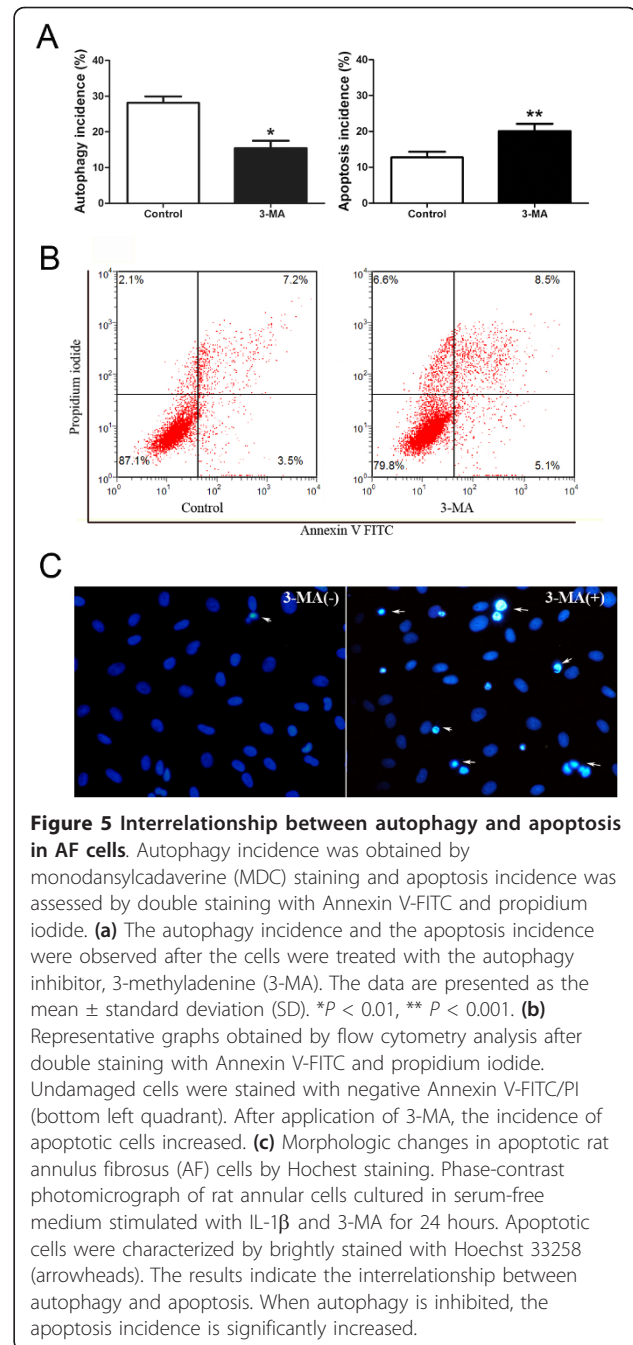 A
Autophagy incidence (%)
40
30
20
10
0
*
Control
3-MA
Apoptosis incidence (%)
40
30
20
10
0
**
Control
3-MA
B
Propidium iodide
10⁴
10³
10²
10¹
10⁰
2.1%
7.2%
87.1%
3.5%
10⁰ 10¹ 10² 10³ 10⁴
Control
10⁴
10³
10²
10¹
10⁰
6.6%
8.5%
79.8%
5.1%
10⁰ 10¹ 10² 10³ 10⁴
3-MA
Annexin V FITC
C
3-MA(-)
3-MA(+)
Figure 5 Interrelationship between autophagy and apoptosis
in AF cells. Autophagy incidence was obtained by
monodansylcadaverine (MDC) staining and apoptosis incidence was
assessed by double staining with Annexin V-FITC and propidium
iodide. (a) The autophagy incidence and the apoptosis incidence
were observed after the cells were treated with the autophagy
inhibitor, 3-methyladenine (3-MA). The data are presented as the
mean ± standard deviation (SD). *P < 0.01, ** P < 0.001. (b)
Representative graphs obtained by flow cytometry analysis after
double staining with Annexin V-FITC and propidium iodide.
Undamaged cells were stained with negative Annexin V-FITC/PI
(bottom left quadrant). After application of 3-MA, the incidence of
apoptotic cells increased. (c) Morphologic changes in apoptotic rat
annulus fibrosus (AF) cells by Hochest staining. Phase-contrast
photomicrograph of rat annular cells cultured in serum-free
medium stimulated with IL-1β and 3-MA for 24 hours. Apoptotic
cells were characterized by brightly stained with Hoechst 33258
(arrowheads). The results indicate the interrelationship between
autophagy and apoptosis. When autophagy is inhibited, the
apoptosis incidence is significantly increased.